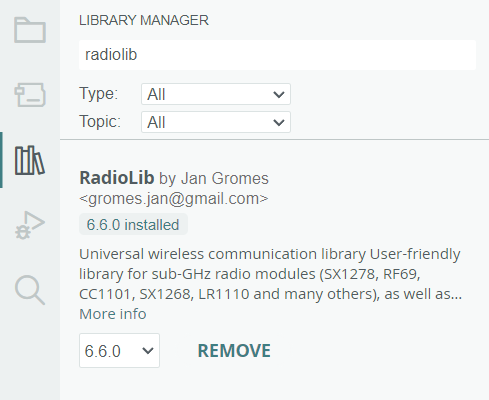 LIBRARY MANAGER
radiolib
Type: All
Topic: All
RadioLib by Jan Gromes
<gromes.jan@gmail.com>
6.6.0 installed
Universal wireless communication library User-friendly
library for sub-GHz radio modules (SX1278, RF69,
CC1101, SX1268, LR1110 and many others), as well as...
More info
6.6.0 REMOVE